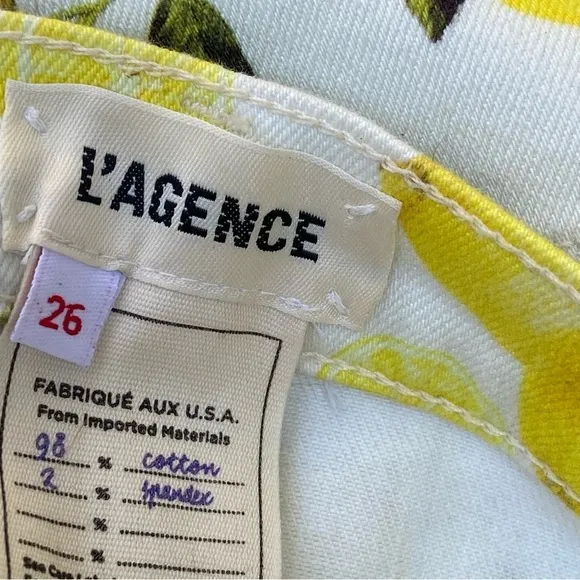 L'AGENCE
26
FABRIQUÉ AUX U.S.A.
From Imported Materials
98 % cotton
2 % spandex
%
%